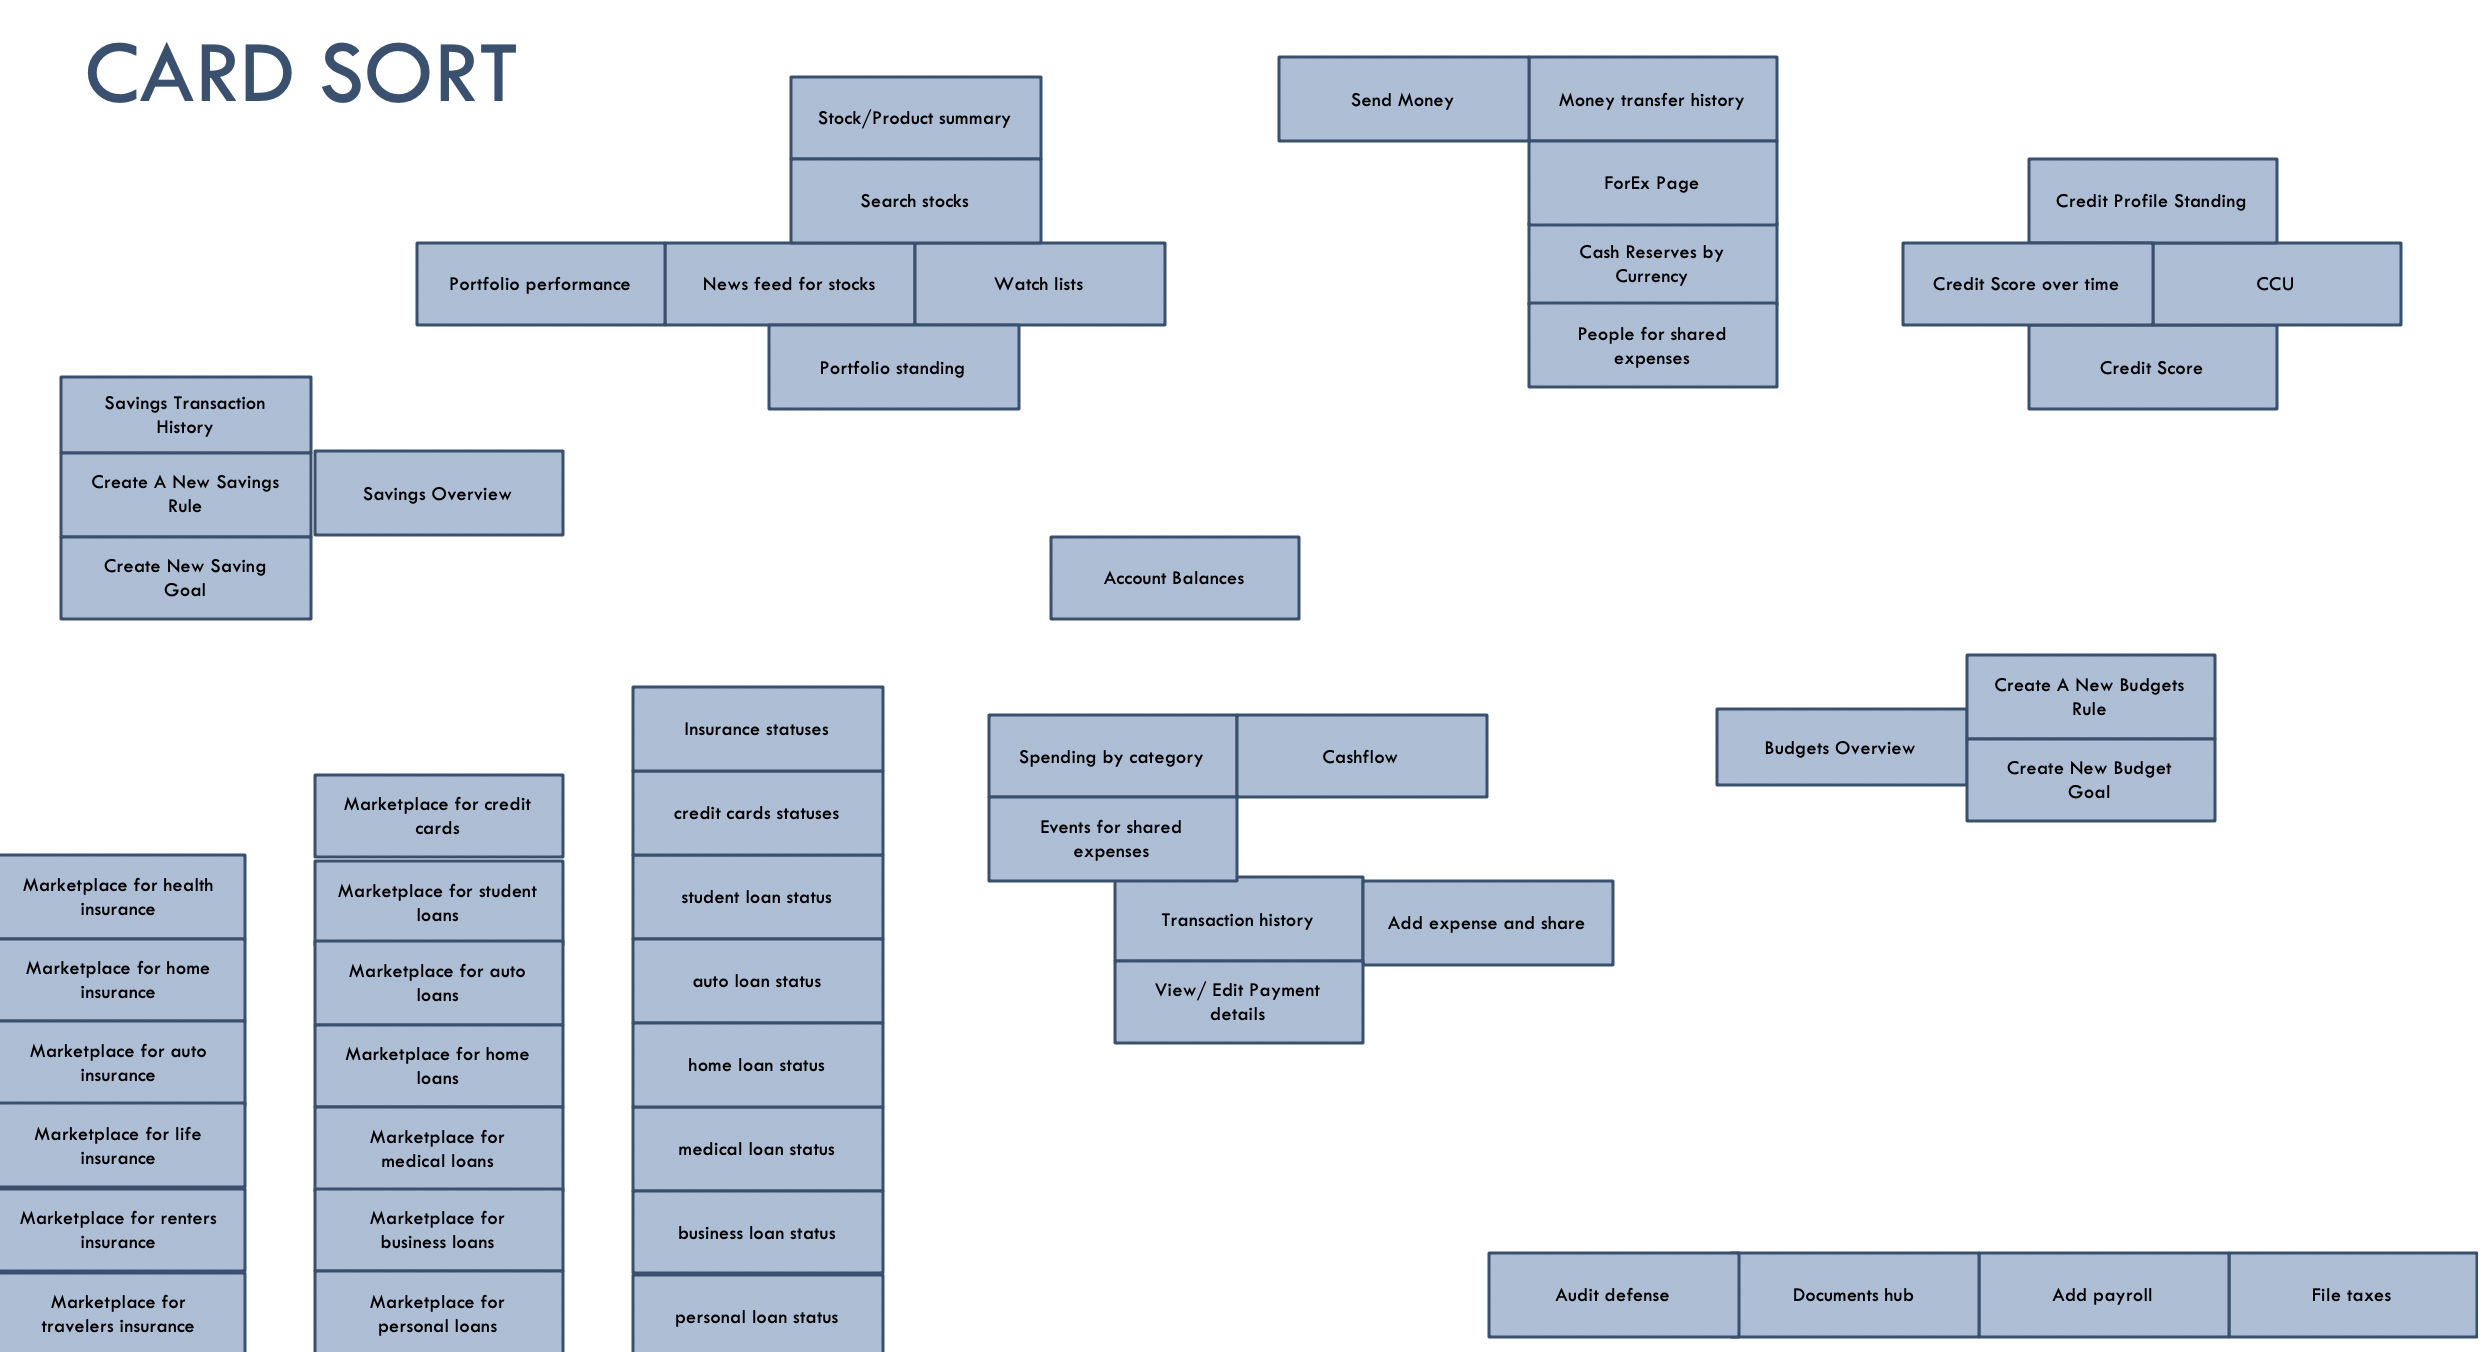 CARD SORT
Stock/Product summary
Search stocks
Portfolio performance
News feed for stocks
Watch lists
Portfolio standing
Send Money
Money transfer history
ForEx Page
Cash Reserves by
Currency
People for shared
expenses
Credit Profile Standing
Credit Score over time
CCU
Credit Score
Savings Transaction
History
Create A New Savings
Rule
Create New Saving
Goal
Savings Overview
Account Balances
Marketplace for health
insurance
Marketplace for home
insurance
Marketplace for auto
insurance
Marketplace for life
insurance
Marketplace for renters
insurance
Marketplace for
travelers insurance
Marketplace for credit
cards
Marketplace for student
loans
Marketplace for auto
loans
Marketplace for home
loans
Marketplace for
medical loans
Marketplace for
business loans
Marketplace for
personal loans
Insurance statuses
credit cards statuses
student loan status
auto loan status
home loan status
medical loan status
business loan status
personal loan status
Spending by category
Cashflow
Events for shared
expenses
Transaction history
Add expense and share
View/ Edit Payment
details
Budgets Overview
Create A New Budgets
Rule
Create New Budget
Goal
Audit defense
Documents hub
Add payroll
File taxes